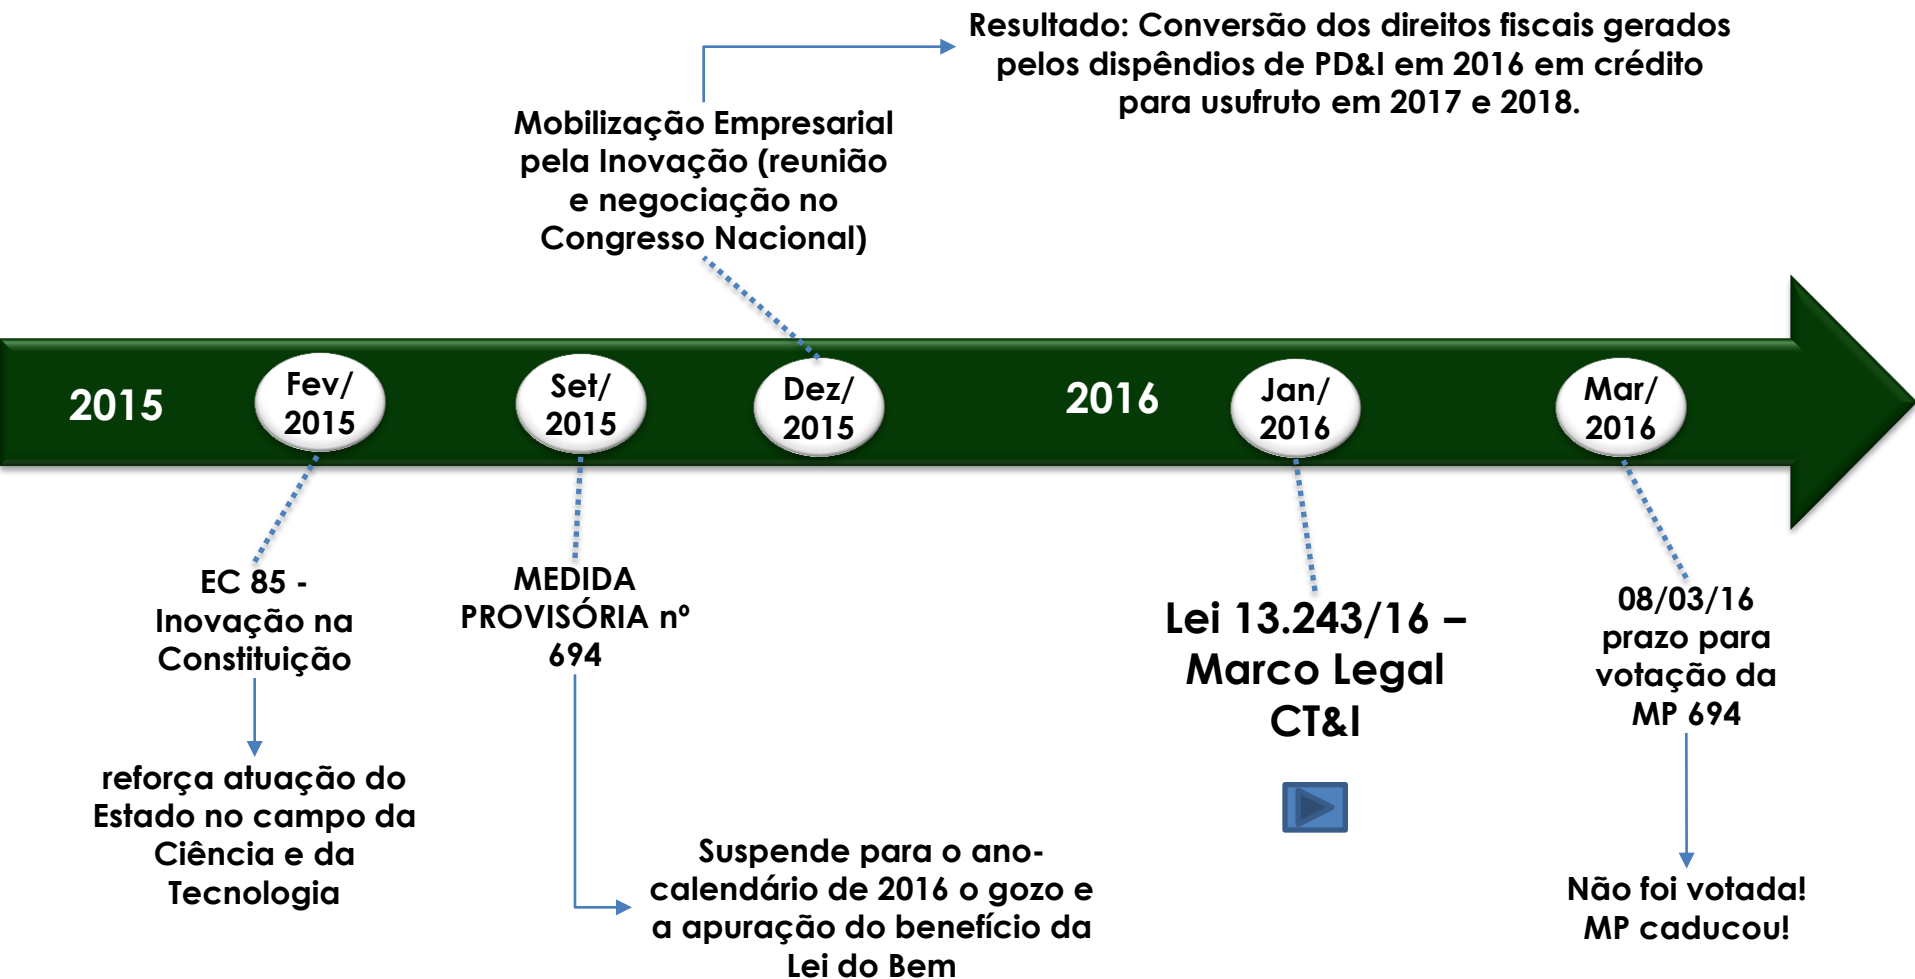 Resultado: Conversão dos direitos fiscais gerados
pelos dispêndios de PD&I em 2016 em crédito
para usufruto em 2017 e 2018.
Mobilização Empresarial
pela Inovação (reunião
e negociação no
Congresso Nacional)
2015
Fev/
2015
Set/
2015
Dez/
2015
2016
Jan/
2016
Mar/
2016
EC 85 -
Inovação na
Constituição
reforça atuação do
Estado no campo da
Ciência e da
Tecnologia
MEDIDA
PROVISÓRIA nº
694
Suspende para o ano-
calendário de 2016 o gozo e
a apuração do benefício da
Lei do Bem
Lei 13.243/16 –
Marco Legal
CT&I
08/03/16
prazo para
votação da
MP 694
Não foi votada!
MP caducou!